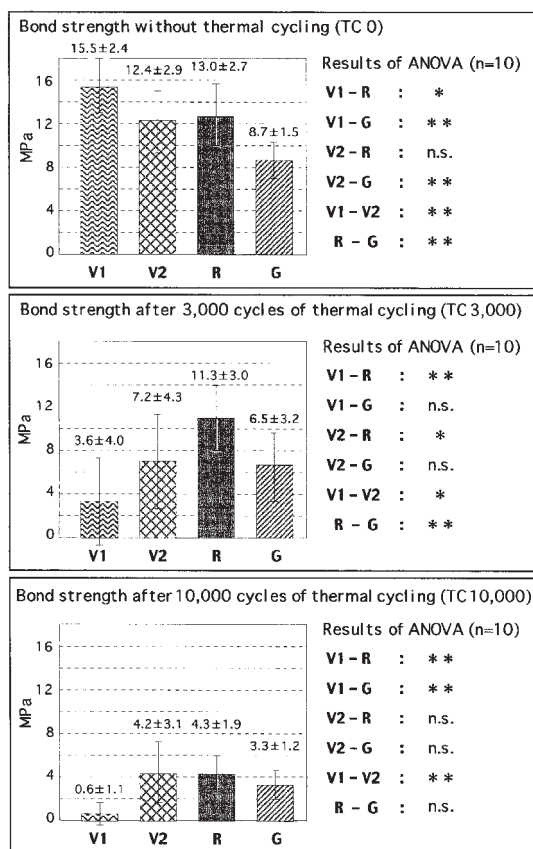 Bond strength without thermal cycling (TC 0)
15.5±2.4
12.4±2.9
13.0±2.7
8.7±1.5
MPa
16
12
8
4
0
V1 V2 R G
Results of ANOVA (n=10)
V1 – R : *
V1 – G : **
V2 – R : n.s.
V2 – G : **
V1 – V2 : **
R – G : **
Bond strength after 3,000 cycles of thermal cycling (TC 3,000)
3.6±4.0
7.2±4.3
11.3±3.0
6.5±3.2
MPa
16
12
8
4
0
V1 V2 R G
Results of ANOVA (n=10)
V1 – R : **
V1 – G : n.s.
V2 – R : *
V2 – G : n.s.
V1 – V2 : *
R – G : **
Bond strength after 10,000 cycles of thermal cycling (TC 10,000)
0.6±1.1
4.2±3.1
4.3±1.9
3.3±1.2
MPa
16
12
8
4
0
V1 V2 R G
Results of ANOVA (n=10)
V1 – R : **
V1 – G : **
V2 – R : n.s.
V2 – G : n.s.
V1 – V2 : **
R – G : n.s.